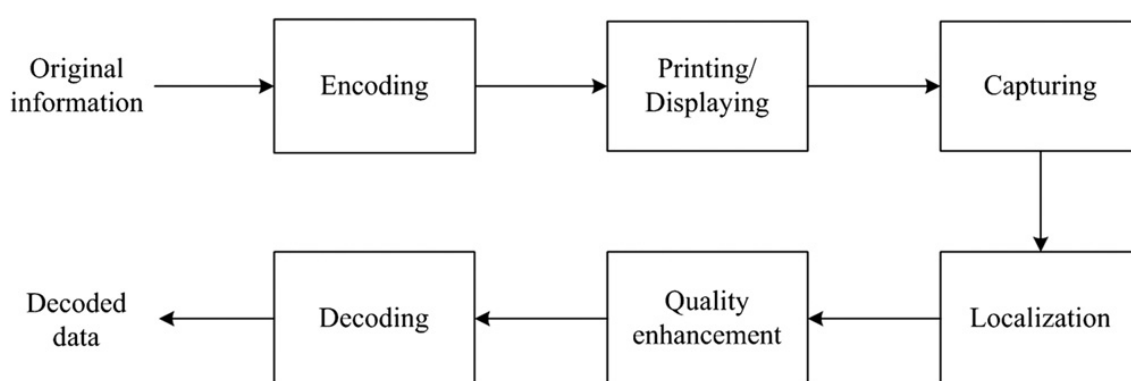 Original
information
Encoding
Printing/
Displaying
Capturing
Decoded
data
Decoding
Quality
enhancement
Localization